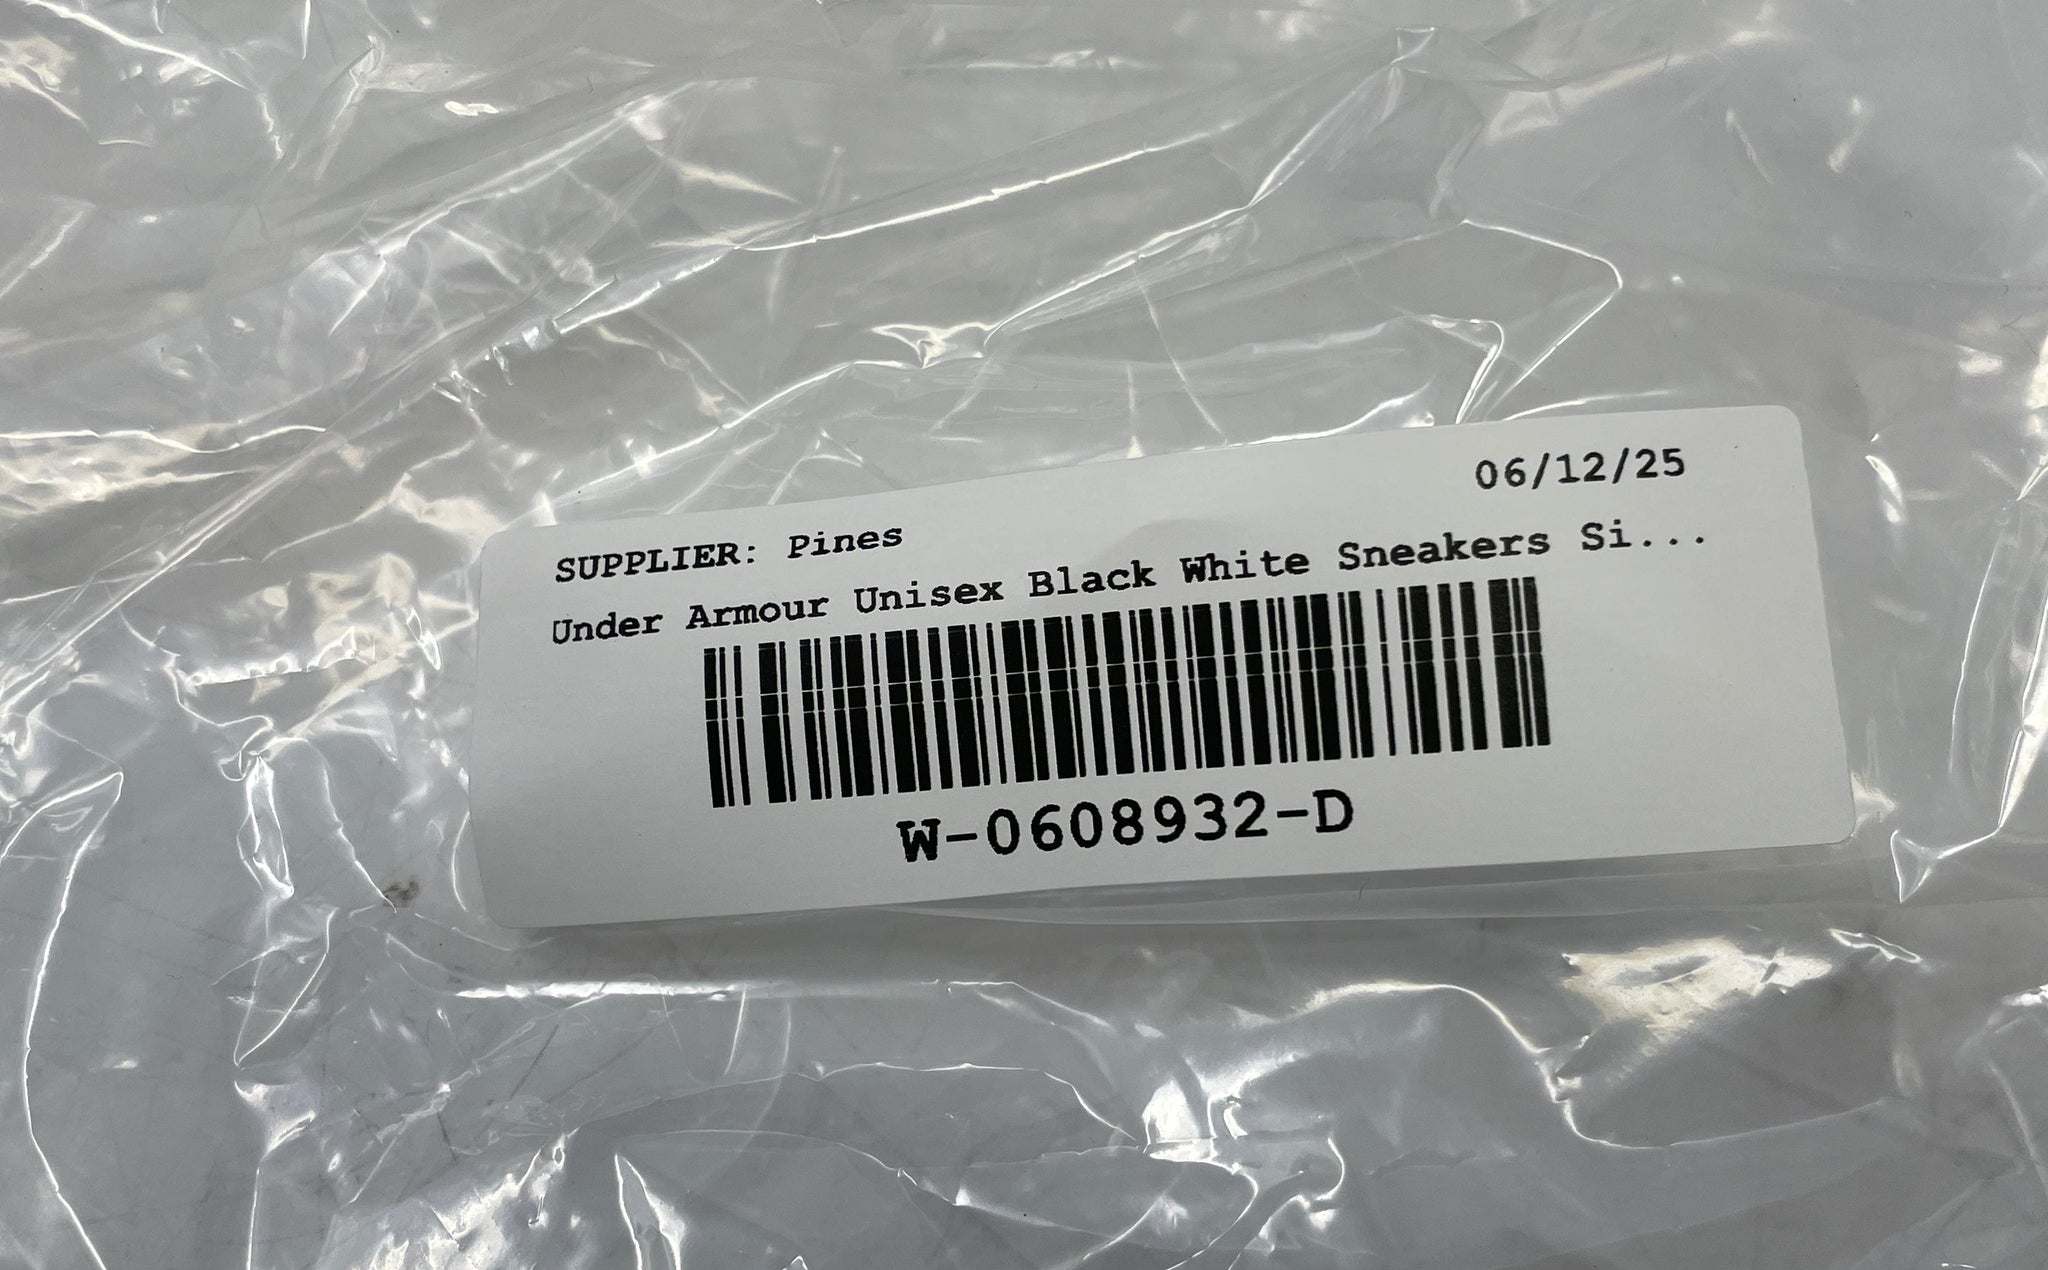 06/12/25
SUPPLIER: Pines
Under Armour Unisex Black White Sneakers Si...
W-0608932-D